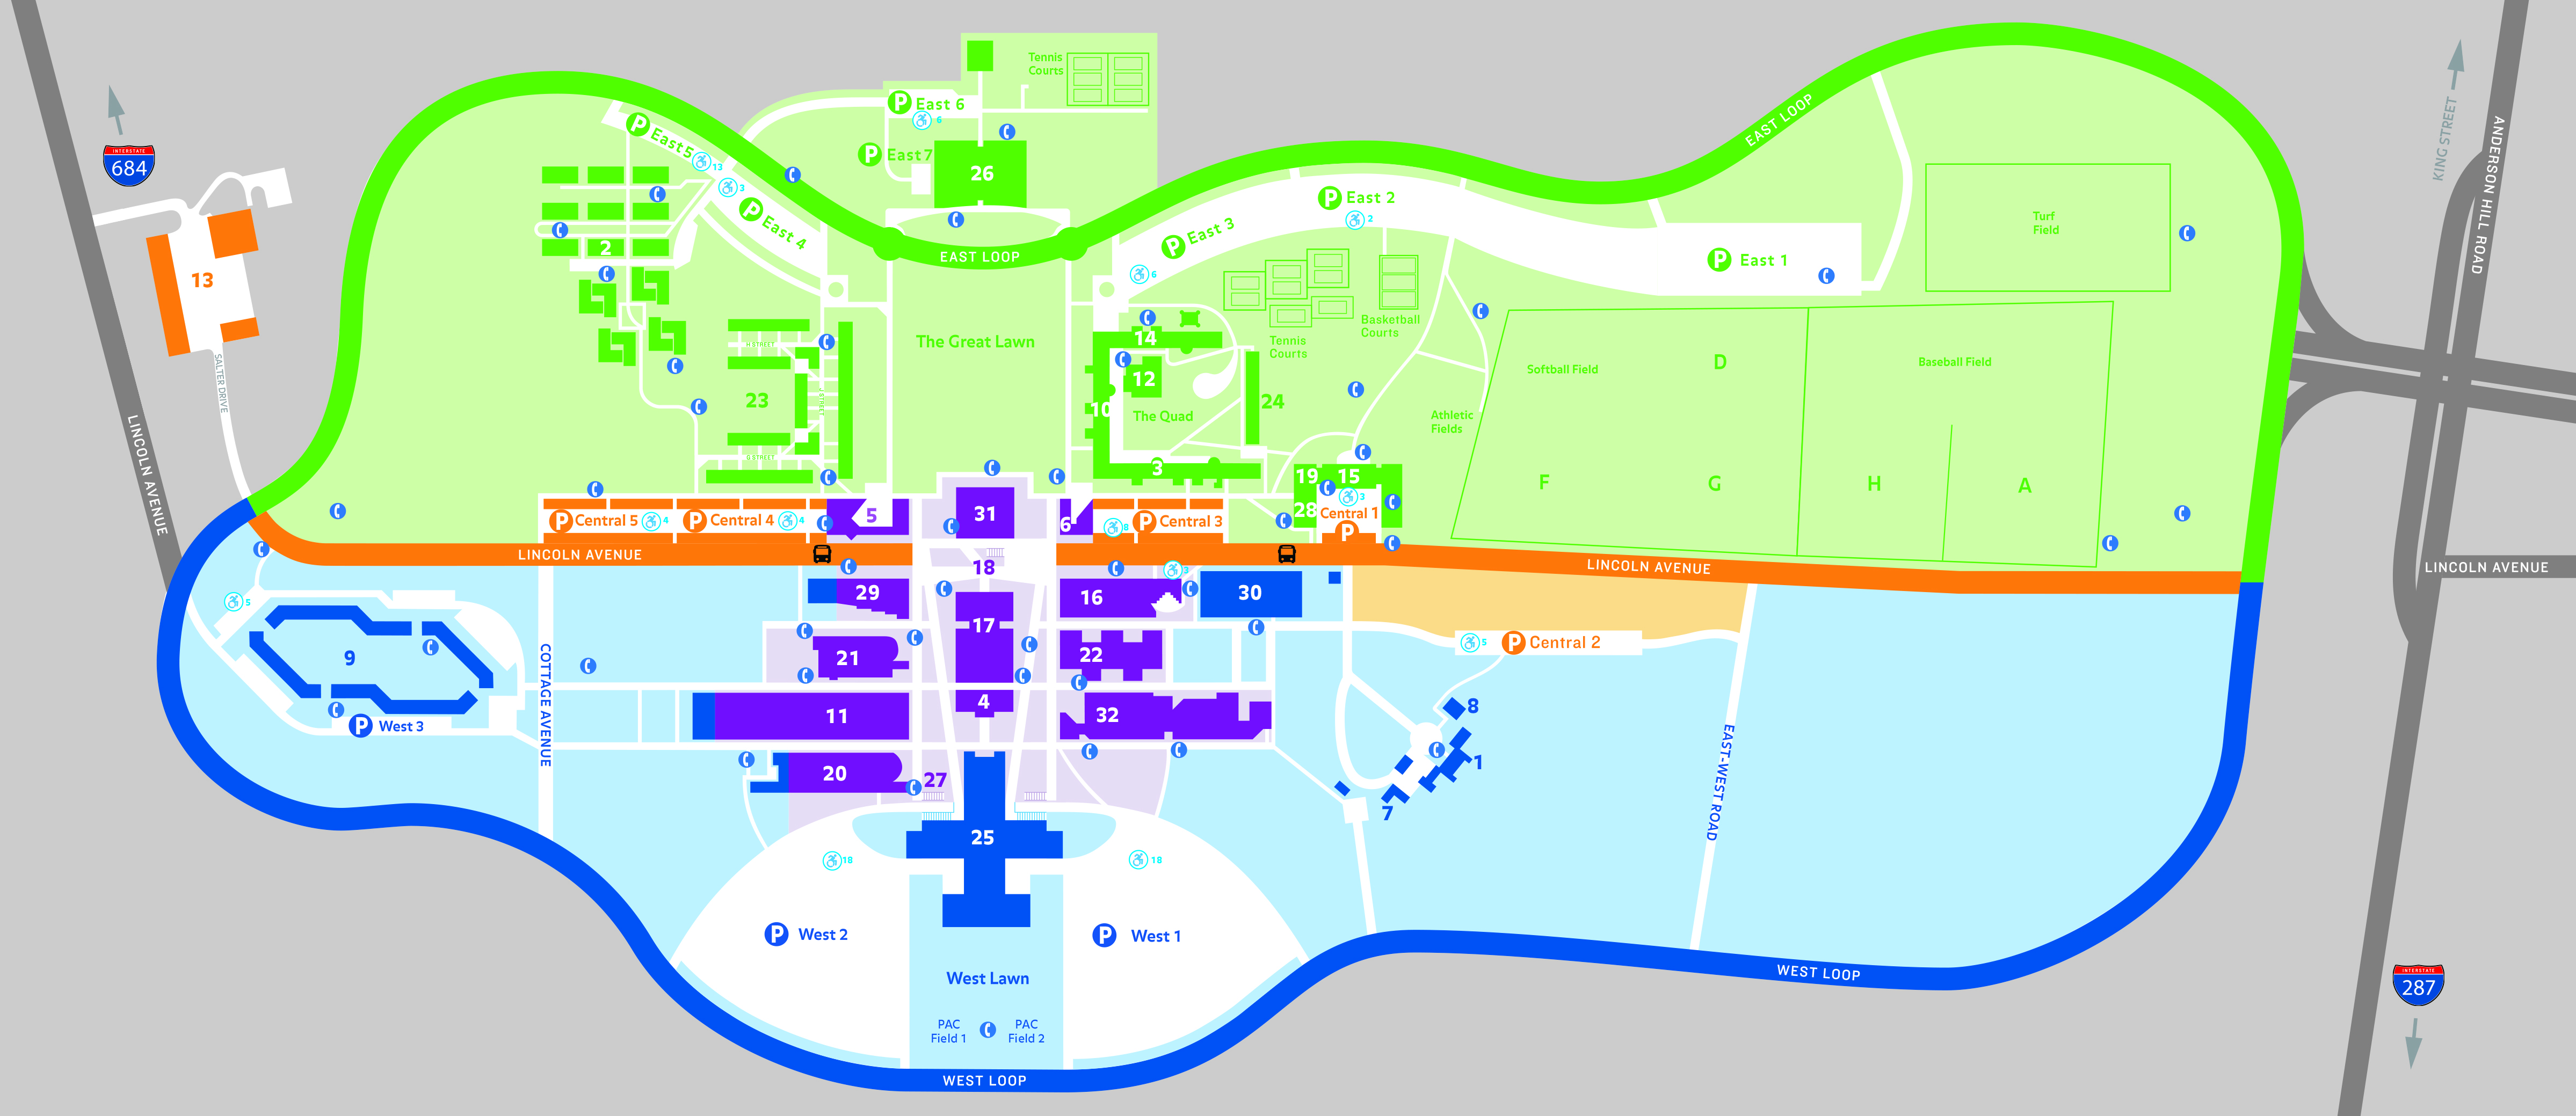 Tennis
Courts
P East 6
6
P East 5
13
P East 7
26
3
P East 4
EAST LOOP
P East 3
P East 2
2
EAST LOOP
P East 1
6
Turf
Field
INTERSTATE
684
13
SALTER DRIVE
LINCOLN AVENUE
KING STREET
ANDERSON HILL ROAD
2
H STREET
J STREET
23
G STREET
The Great Lawn
14
12
10
The Quad
24
3
Tennis
Courts
Basketball
Courts
Athletic
Fields
Softball Field
D
Baseball Field
F
G
H
A
19
15
3
28
Central 1
P
P Central 5
4
P Central 4
4
5
31
6
8
P Central 3
LINCOLN AVENUE
LINCOLN AVENUE
LINCOLN AVENUE
18
3
29
17
16
30
5
9
P West 3
COTTAGE AVENUE
21
22
5
P Central 2
11
4
32
8
1
7
EAST-WEST ROAD
20
27
25
18
18
P West 2
P West 1
West Lawn
PAC
Field 1
PAC
Field 2
WEST LOOP
WEST LOOP
INTERSTATE
287